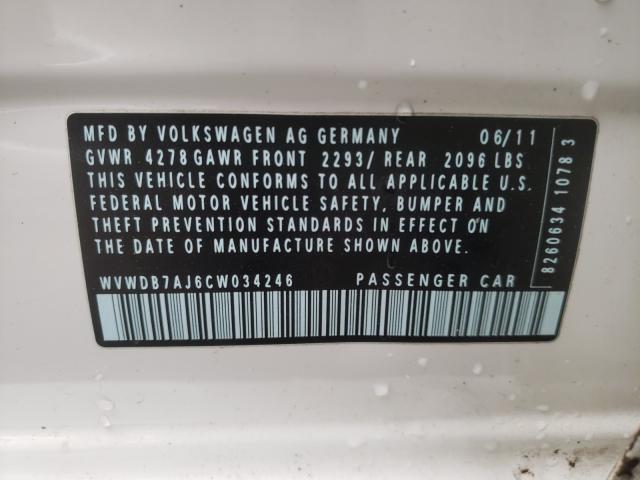 MFD BY VOLKSWAGEN AG GERMANY 06/11
GVWR 4278 GAWR FRONT 2293/ REAR 2096 LBS
THIS VEHICLE CONFORMS TO ALL APPLICABLE U.S.
FEDERAL MOTOR VEHICLE SAFETY, BUMPER AND
THEFT PREVENTION STANDARDS IN EFFECT ON
THE DATE OF MANUFACTURE SHOWN ABOVE.
WVWDB7AJ6CW034246 PASSENGER CAR
8260634 1078 3